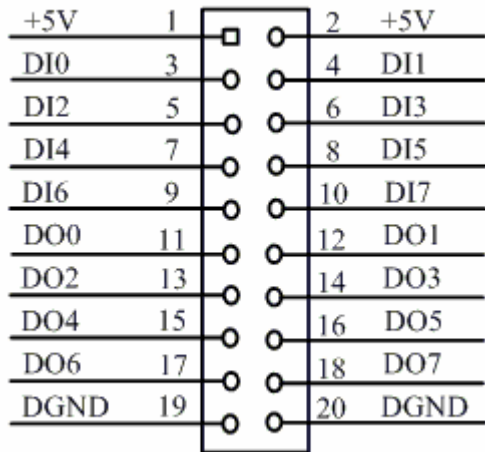 +5V 1 2 +5V
DI0 3 4 DI1
DI2 5 6 DI3
DI4 7 8 DI5
DI6 9 10 DI7
DO0 11 12 DO1
DO2 13 14 DO3
DO4 15 16 DO5
DO6 17 18 DO7
DGND 19 20 DGND